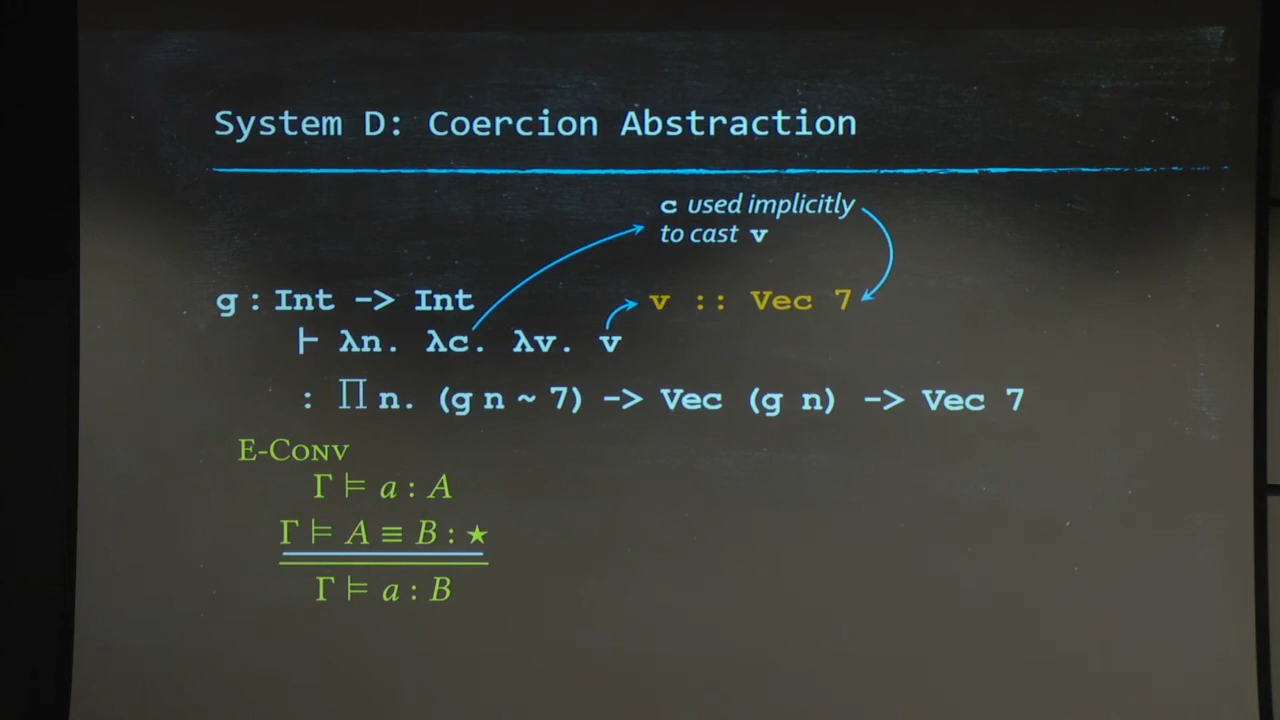 System D: Coercion Abstraction
c used implicitly
to cast v
g : Int -> Int
v :: Vec 7
⊢ λn. λc. λv. v
: ∏ n. (g n ~ 7) -> Vec (g n) -> Vec 7
E-Conv
Γ ⊨ a : A
Γ ⊨ A ≡ B : ★
Γ ⊨ a : B